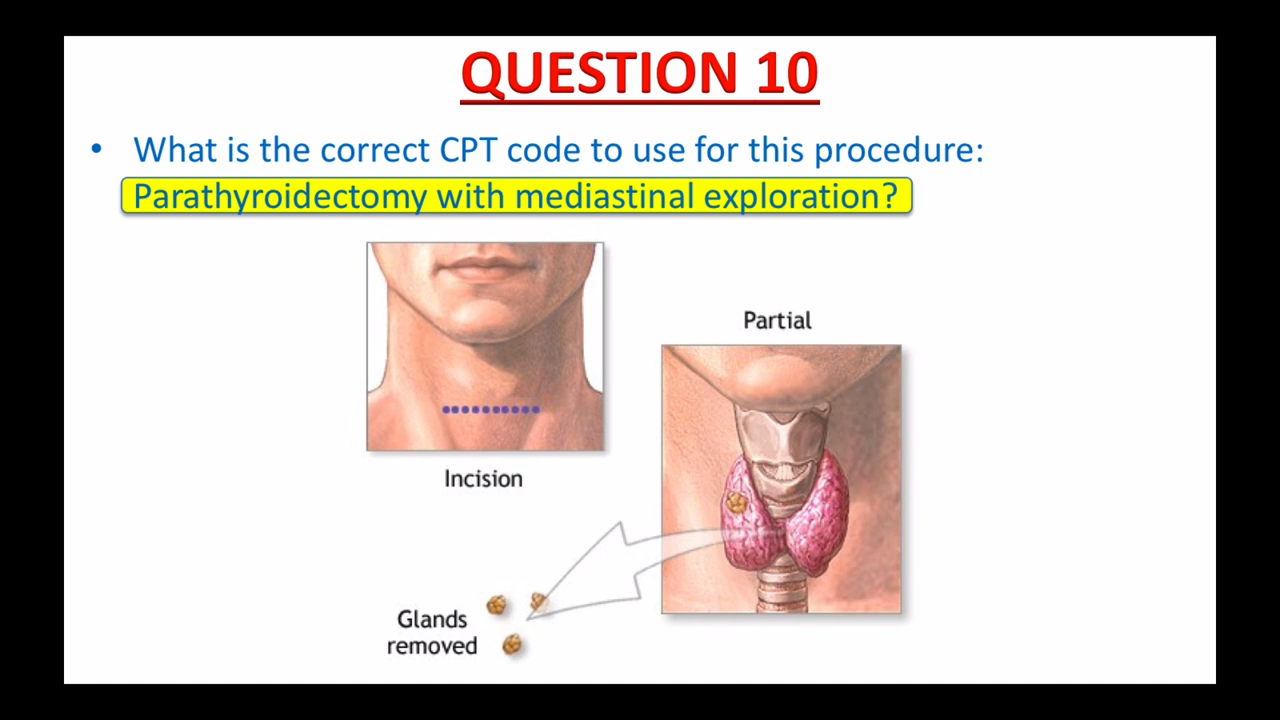 QUESTION 10
• What is the correct CPT code to use for this procedure:
Parathyroidectomy with mediastinal exploration?
Partial
Incision
Glands
removed